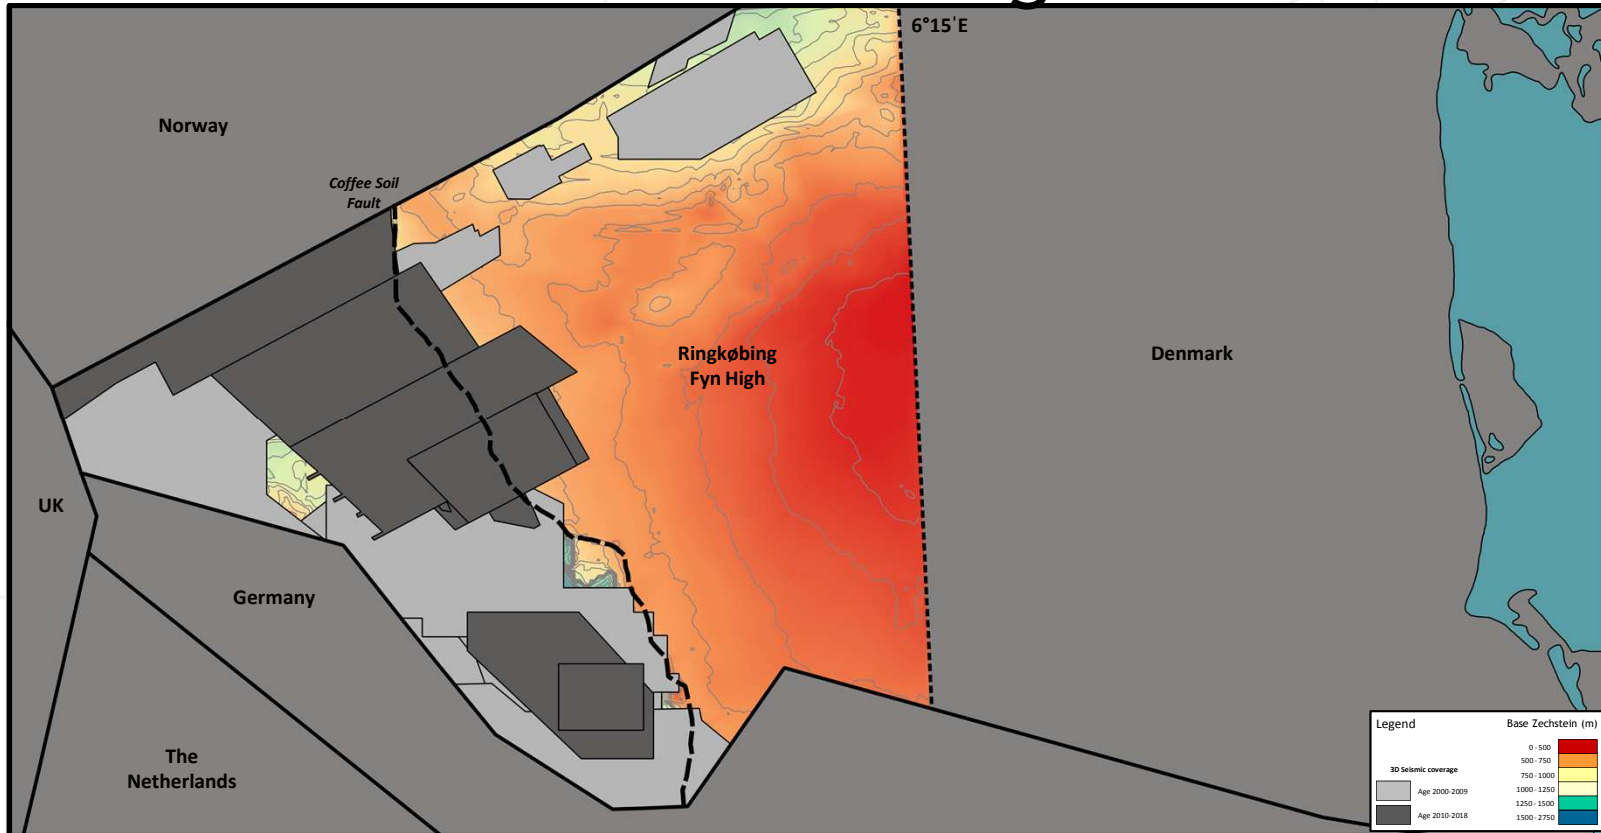 6°15'E
Norway
Coffee Soil
Fault
Ringkøbing
Fyn High
Denmark
UK
Germany
The
Netherlands
Legend
Base Zechstein (m)
0 - 500
500 - 750
3D Seismic coverage
750 - 1000
Age 2000-2009
1000 - 1250
1250 - 1500
Age 2010-2018
1500 - 2750